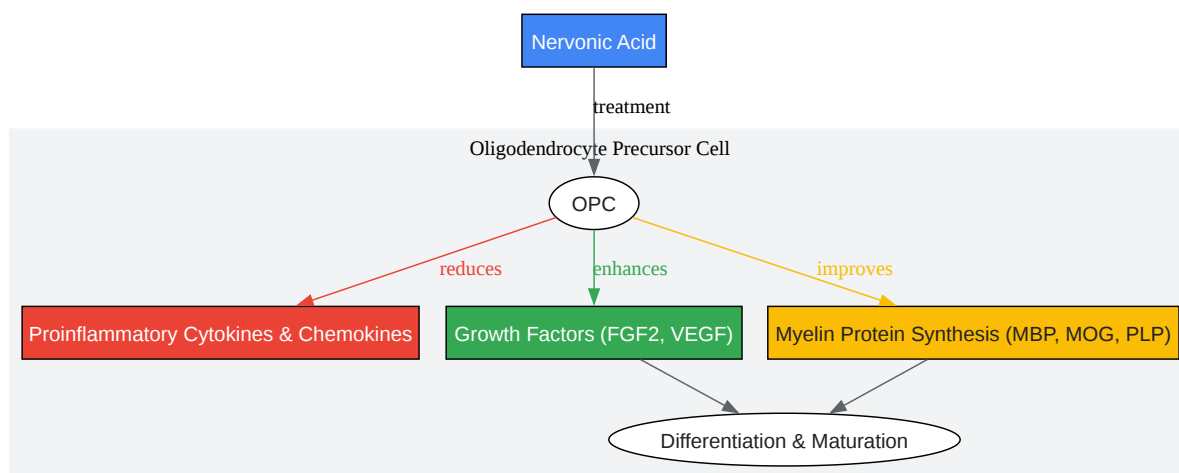 Nervonic Acid
treatment
Oligodendrocyte Precursor Cell
OPC
reduces
enhances
improves
Proinflammatory Cytokines & Chemokines
Growth Factors (FGF2, VEGF)
Myelin Protein Synthesis (MBP, MOG, PLP)
Differentiation & Maturation